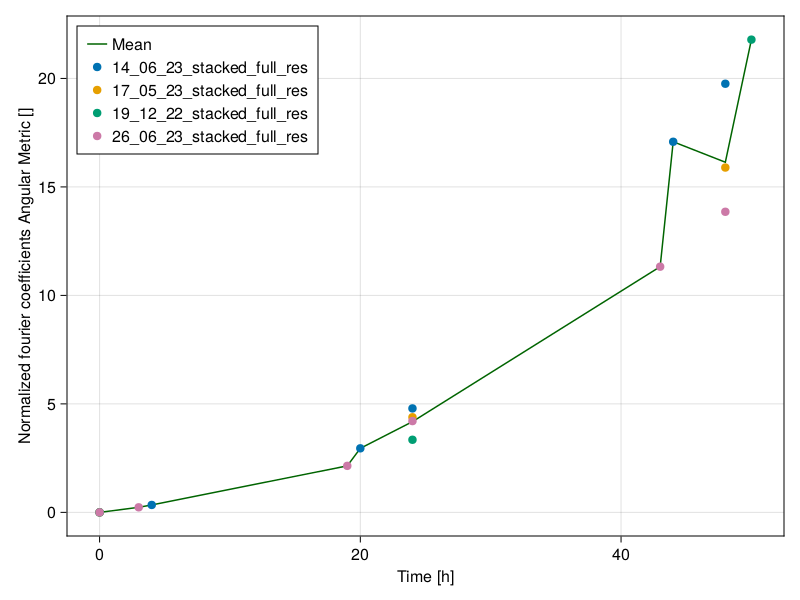 Mean
14_06_23_stacked_full_res
17_05_23_stacked_full_res
19_12_22_stacked_full_res
26_06_23_stacked_full_res
Normalized fourier coefficients Angular Metric []
20
15
10
5
0
0 20 40
Time [h]